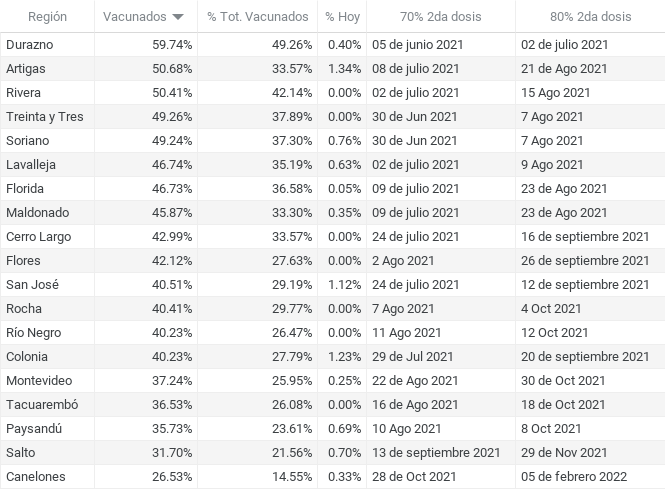 Región Vacunados % Tot. Vacunados % Hoy 70% 2da dosis 80% 2da dosis
Durazno 59.74% 49.26% 0.40% 05 de junio 2021 02 de julio 2021
Artigas 50.68% 33.57% 1.34% 08 de julio 2021 21 de Ago 2021
Rivera 50.41% 42.14% 0.00% 02 de julio 2021 15 Ago 2021
Treinta y Tres 49.26% 37.89% 0.00% 30 de Jun 2021 7 Ago 2021
Soriano 49.24% 37.30% 0.76% 30 de Jun 2021 7 Ago 2021
Lavalleja 46.74% 35.19% 0.63% 02 de julio 2021 9 Ago 2021
Florida 46.73% 36.58% 0.05% 09 de julio 2021 23 de Ago 2021
Maldonado 45.87% 33.30% 0.35% 09 de julio 2021 23 de Ago 2021
Cerro Largo 42.99% 33.57% 0.00% 24 de julio 2021 16 de septiembre 2021
Flores 42.12% 27.63% 0.00% 2 Ago 2021 26 de septiembre 2021
San José 40.51% 29.19% 1.12% 24 de julio 2021 12 de septiembre 2021
Rocha 40.41% 29.77% 0.00% 7 Ago 2021 4 Oct 2021
Río Negro 40.23% 26.47% 0.00% 11 Ago 2021 12 Oct 2021
Colonia 40.23% 27.79% 1.23% 29 de Jul 2021 20 de septiembre 2021
Montevideo 37.24% 25.95% 0.25% 22 de Ago 2021 30 de Oct 2021
Tacuarembó 36.53% 26.08% 0.00% 16 de Ago 2021 18 de Oct 2021
Paysandú 35.73% 23.61% 0.69% 10 Ago 2021 8 Oct 2021
Salto 31.70% 21.56% 0.70% 13 de septiembre 2021 29 de Nov 2021
Canelones 26.53% 14.55% 0.33% 28 de Oct 2021 05 de febrero 2022